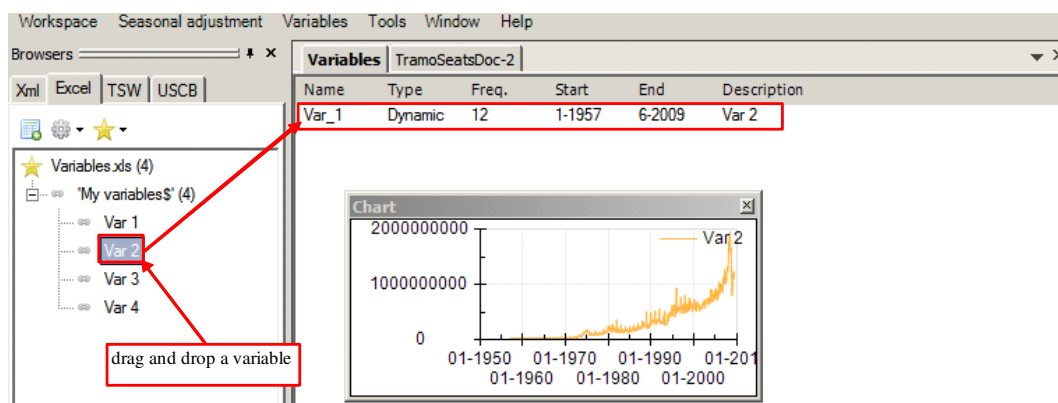 Workspace Seasonal adjustment Variables Tools Window Help
Browsers
Xml Excel TSW USCB
Variables.xls (4)
'My variables$' (4)
Var 1
Var 2
Var 3
Var 4
drag and drop a variable
Variables TramoSeatsDoc-2
Name Type Freq. Start End Description
Var_1 Dynamic 12 1-1957 6-2009 Var 2
Chart
2000000000
Var 2
1000000000
0
01-1950 01-1970 01-1990 01-201
01-1960 01-1980 01-2000